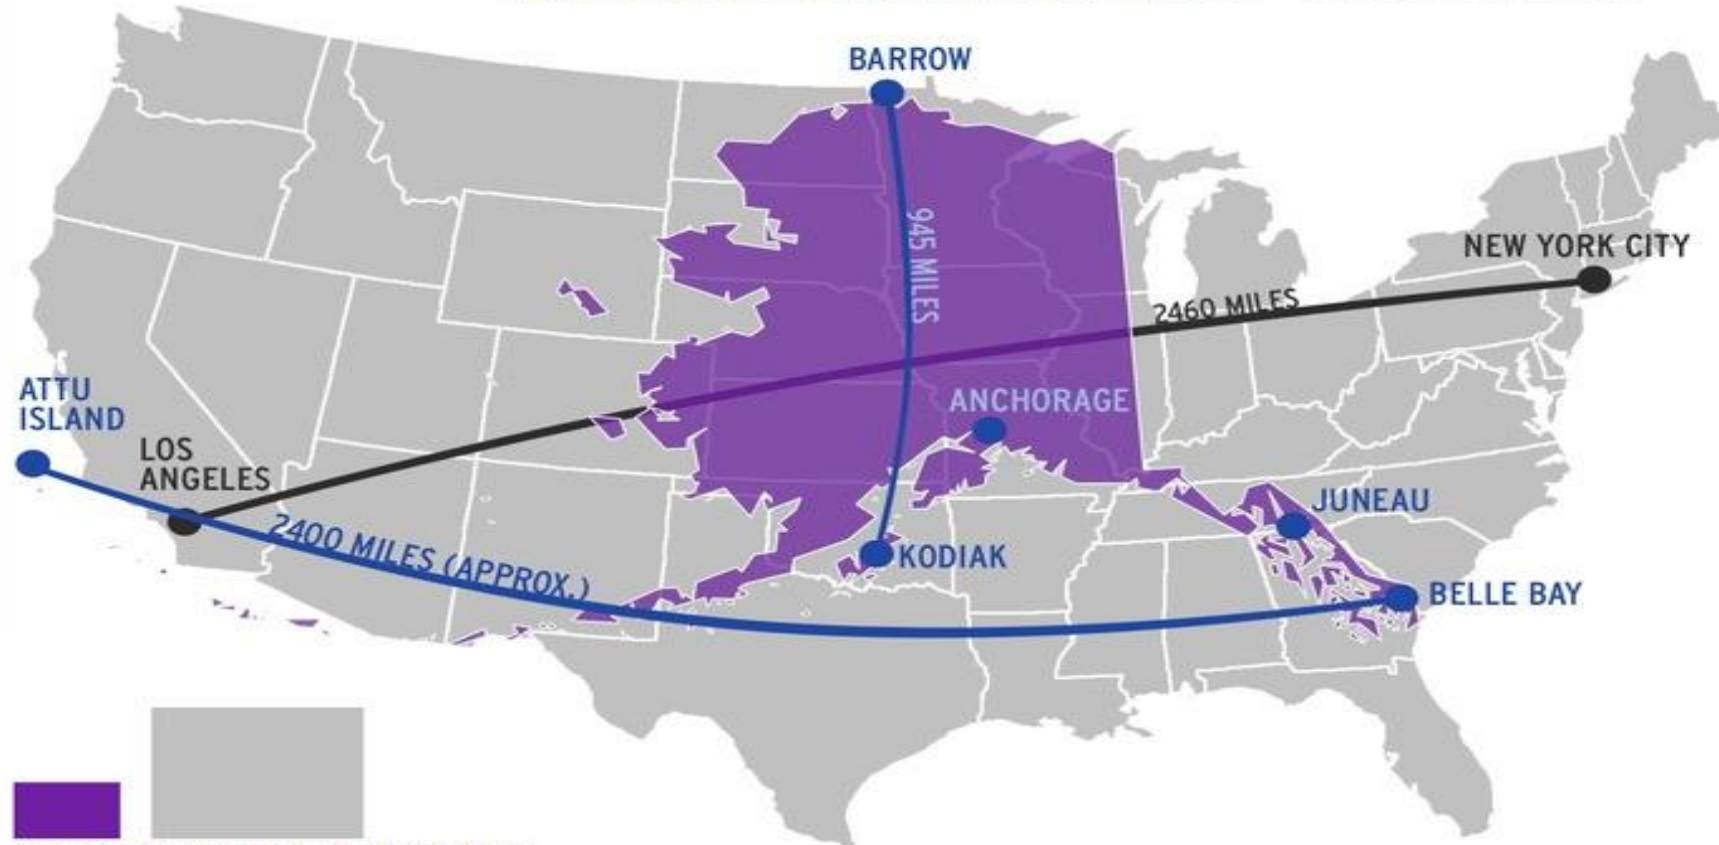 BARROW
945 MILES
NEW YORK CITY
2460 MILES
ATTU
ISLAND
LOS
ANGELES
ANCHORAGE
2400 MILES (APPROX.)
KODIAK
JUNEAU
BELLE BAY